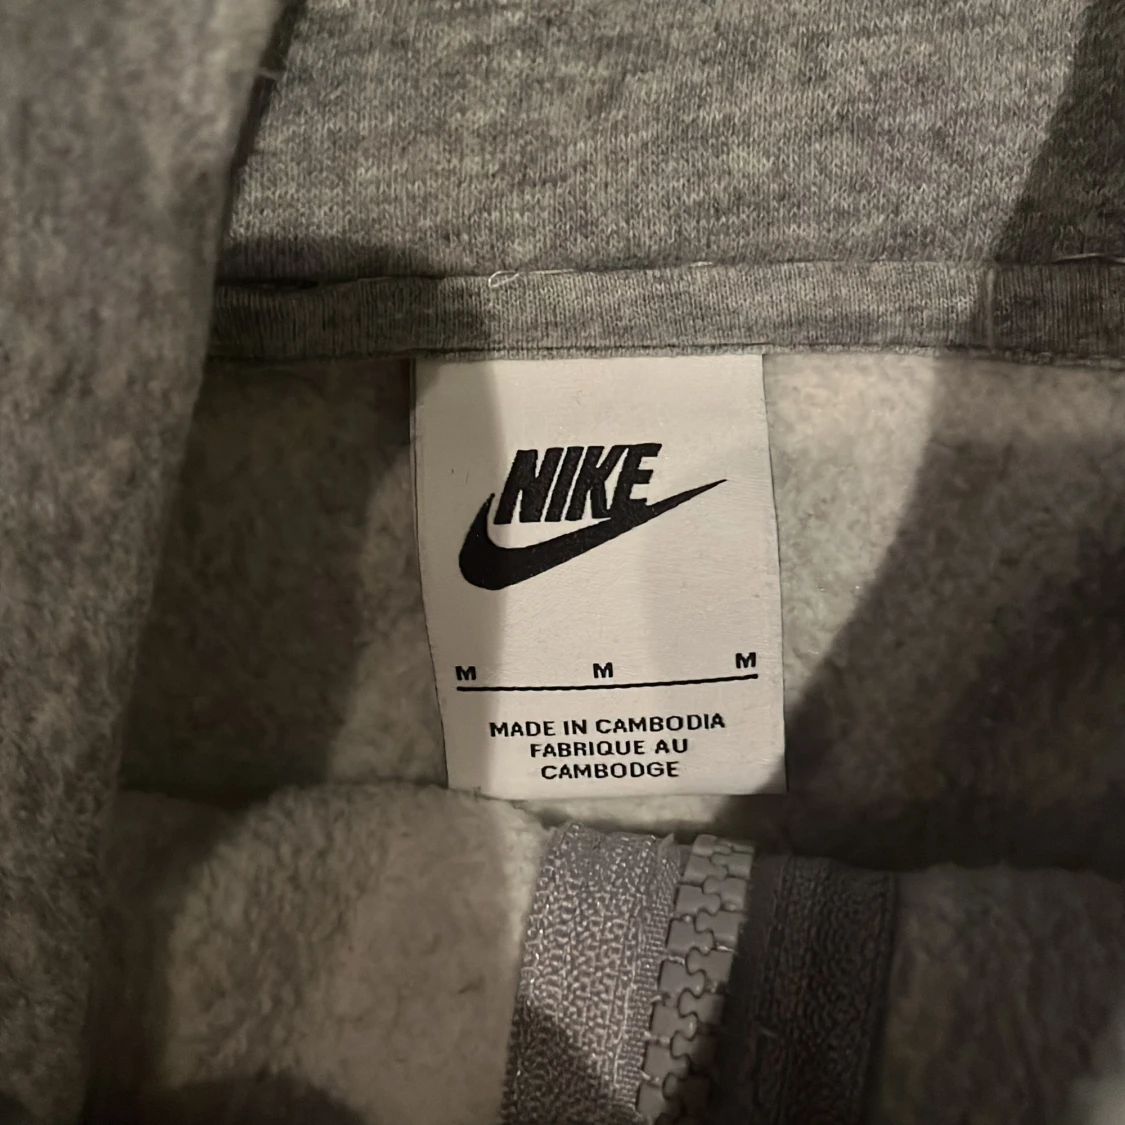 NIKE
M M M
MADE IN CAMBODIA
FABRIQUE AU
CAMBODGE